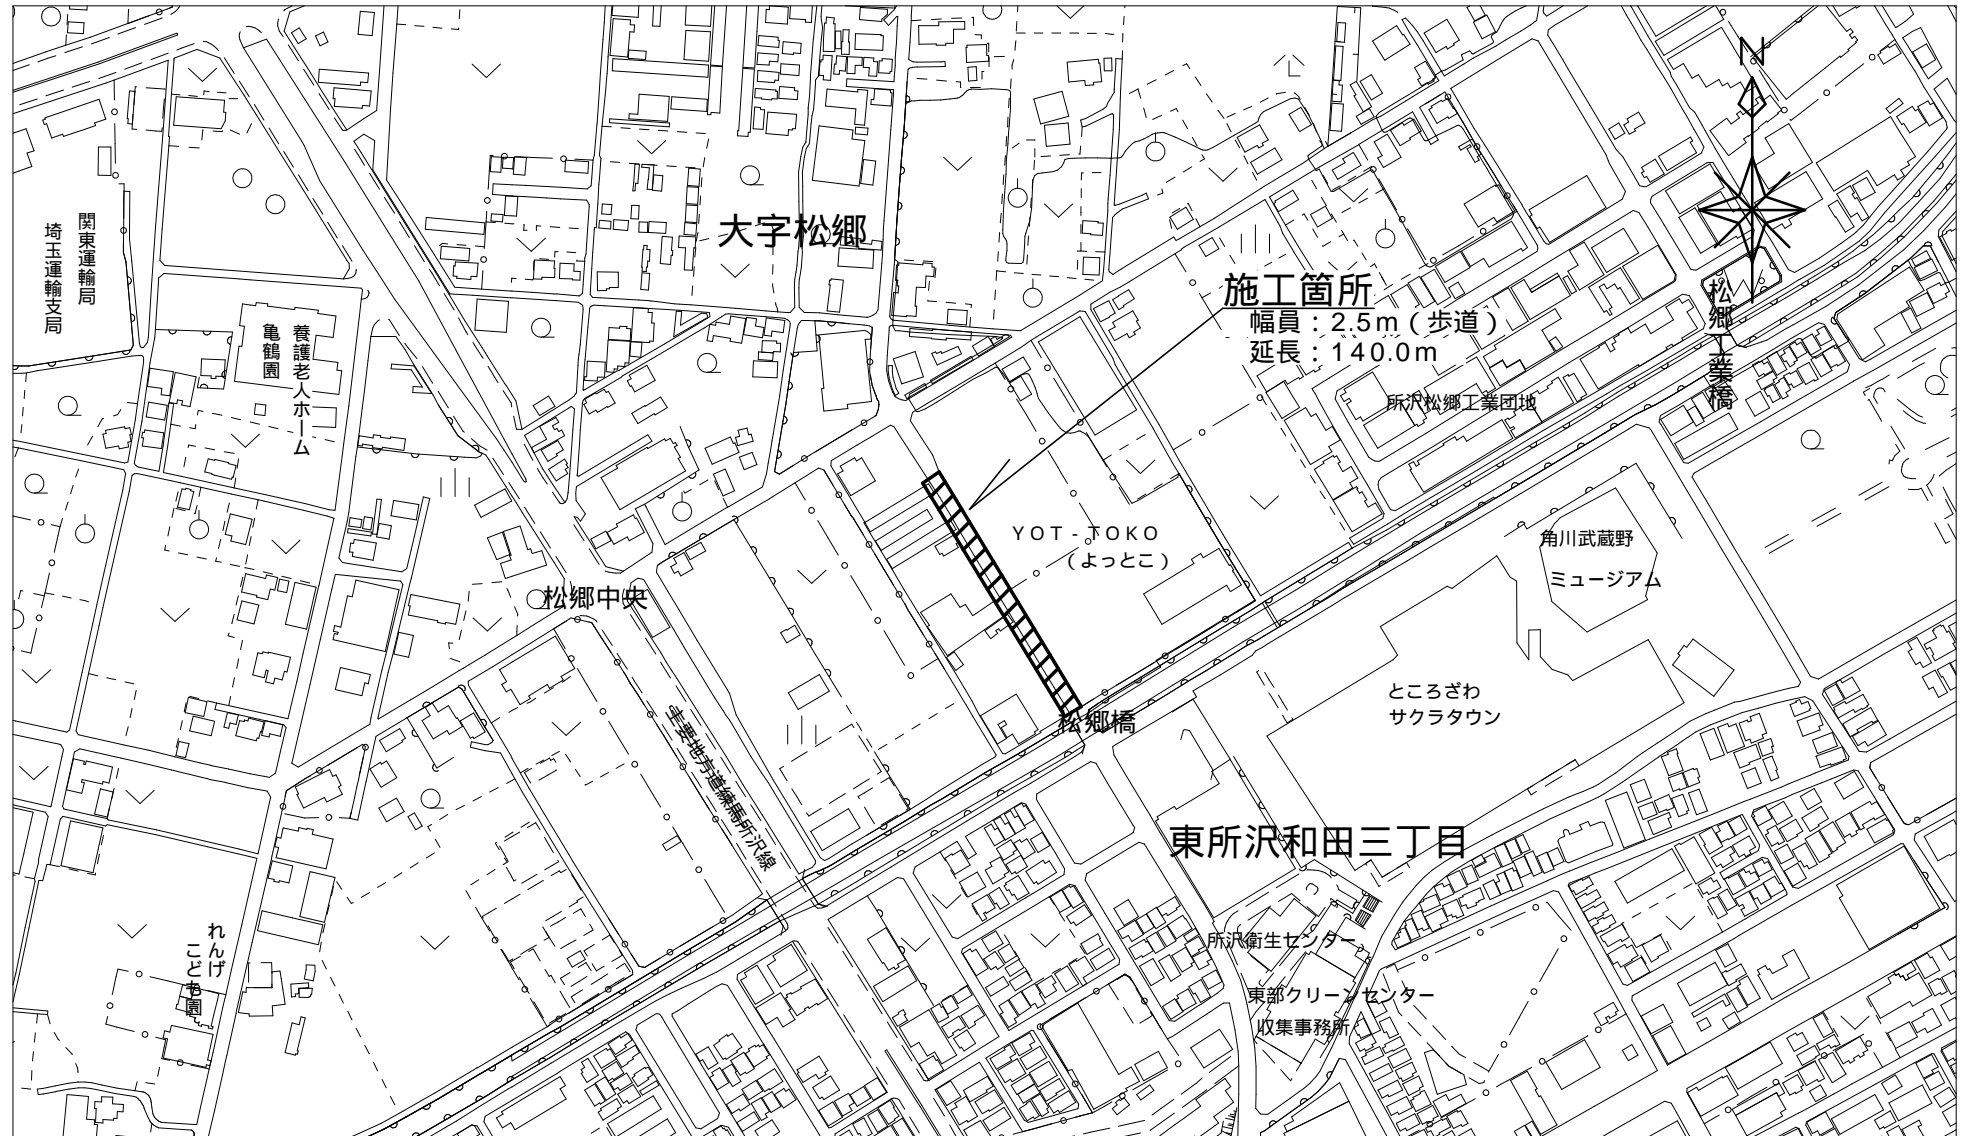 N
大字松郷
関東運輸局
埼玉運輸支局
施工箇所
幅員：2.5m（歩道）
延長：140.0m
松郷工業橋
養護老人ホーム
亀鶴園
所沢松郷工業団地
YOT-TOKO
（よっとこ）
角川武蔵野
ミュージアム
松郷中央
ところざわ
サクラタウン
松郷橋
主要地方道練馬所沢線
東所沢和田三丁目
れんげ
こども園
所沢衛生センター
東部クリーンセンター
収集事務所